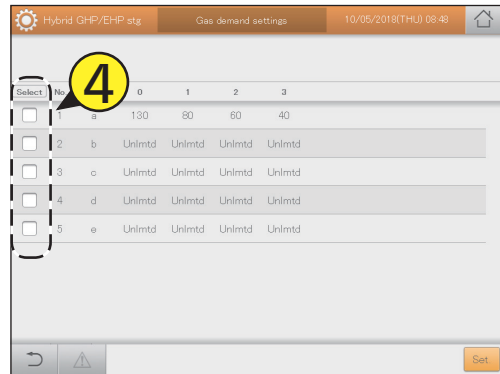 Hybrid GHP/EHP stg Gas demand settings 10/05/2018(THU) 08:48
4
Select No. 0 1 2 3
1 a 130 80 60 40
2 b Unlmtd Unlmtd Unlmtd Unlmtd
3 c Unlmtd Unlmtd Unlmtd Unlmtd
4 d Unlmtd Unlmtd Unlmtd Unlmtd
5 e Unlmtd Unlmtd Unlmtd Unlmtd
Set